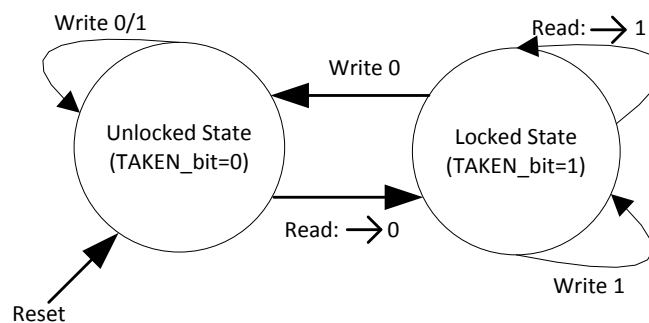 Write 0/1
Read: → 1
Write 0
Unlocked State
(TAKEN_bit=0)
Locked State
(TAKEN_bit=1)
Read: → 0
Write 1
Reset